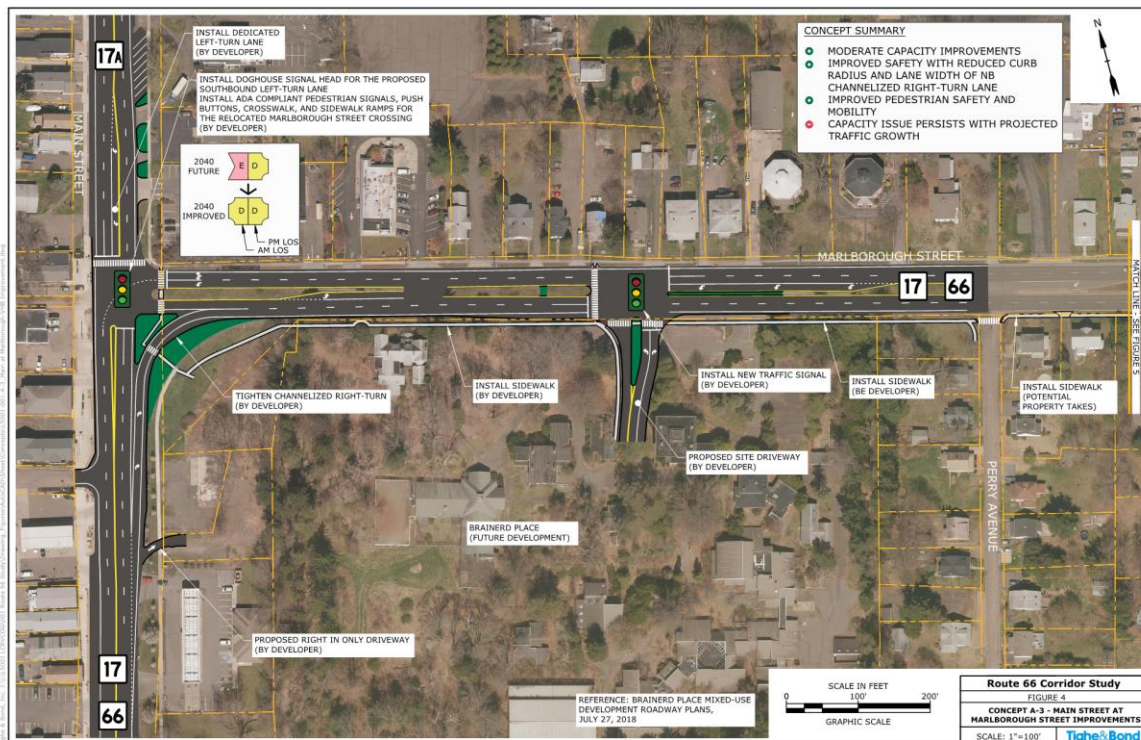 17A
MAIN STREET
INSTALL DEDICATED
LEFT-TURN LANE
(BY DEVELOPER)
INSTALL DOGHOUSE SIGNAL HEAD FOR THE PROPOSED
SOUTHBOUND LEFT-TURN LANE
INSTALL ADA COMPLIANT PEDESTRIAN SIGNALS, PUSH
BUTTONS, CROSSWALK, AND SIDEWALK RAMPS FOR
THE RELOCATED MARLBOROUGH STREET CROSSING
(BY DEVELOPER)
2040
FUTURE
E D
2040
IMPROVED
D D
PM LOS
AM LOS
CONCEPT SUMMARY
MODERATE CAPACITY IMPROVEMENTS
IMPROVED SAFETY WITH REDUCED CURB
RADIUS AND LANE WIDTH OF NB
CHANNELIZED RIGHT-TURN LANE
IMPROVED PEDESTRIAN SAFETY AND
MOBILITY
CAPACITY ISSUE PERSISTS WITH PROJECTED
TRAFFIC GROWTH
N
MARLBOROUGH STREET
17 66
MATCH LINE - SEE FIGURE 5
TIGHTEN CHANNELIZED RIGHT-TURN
(BY DEVELOPER)
INSTALL SIDEWALK
(BY DEVELOPER)
INSTALL NEW TRAFFIC SIGNAL
(BY DEVELOPER)
INSTALL SIDEWALK
(BE DEVELOPER)
INSTALL SIDEWALK
(POTENTIAL
PROPERTY TAKES)
PROPOSED SITE DRIVEWAY
(BY DEVELOPER)
PERRY AVENUE
BRAINERD PLACE
(FUTURE DEVELOPMENT)
PROPOSED RIGHT IN ONLY DRIVEWAY
(BY DEVELOPER)
17
66
REFERENCE: BRAINERD PLACE MIXED-USE
DEVELOPMENT ROADWAY PLANS,
JULY 27, 2018
SCALE IN FEET
0 100' 200'
GRAPHIC SCALE
Route 66 Corridor Study
FIGURE 4
CONCEPT A-3 - MAIN STREET AT
MARLBOROUGH STREET IMPROVEMENTS
SCALE: 1"=100'
Tighe&Bond